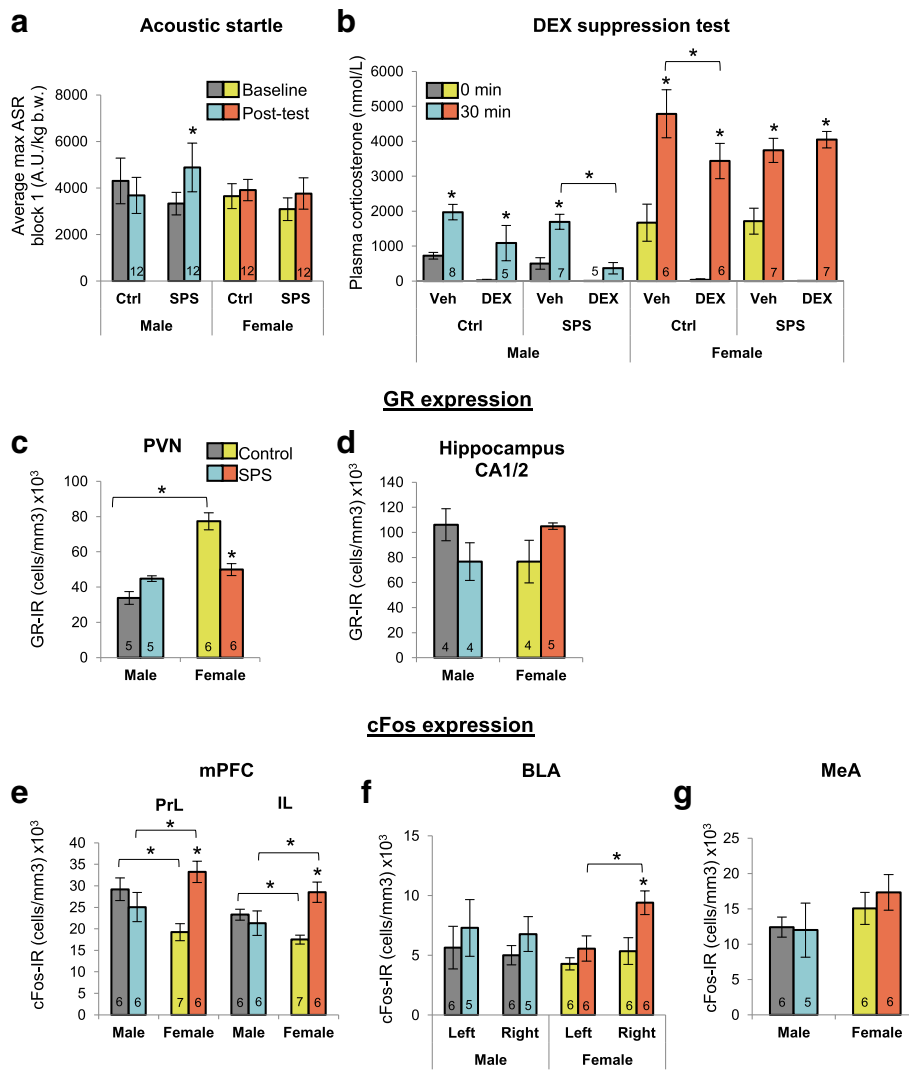 a Acoustic startle
Average max ASR
block 1 (A.U./kg b.w.)
8000
6000
4000
2000
0
Baseline
Post-test
*
12 12 12 12
Ctrl SPS Ctrl SPS
Male Female
b DEX suppression test
Plasma corticosterone (nmol/L)
6000
5000
4000
3000
2000
1000
0
0 min
30 min
*
*
* * * * * * *
8 5 7 5 6 6 7 7
Veh DEX Veh DEX Veh DEX Veh DEX
Ctrl SPS Ctrl SPS
Male Female
GR expression
c PVN
GR-IR (cells/mm3) x10³
100
80
60
40
20
0
Control
SPS
*
*
5 5 6 6
Male Female
d Hippocampus
CA1/2
GR-IR (cells/mm3) x10³
140
120
100
80
60
40
20
0
4 4 4 5
Male Female
cFos expression
mPFC
e PrL IL
cFos-IR (cells/mm3) x10³
40
35
30
25
20
15
10
5
0
* *
* *
* *
6 6 7 6 6 6 7 6
Male Female Male Female
f BLA
cFos-IR (cells/mm3) x10³
15
10
5
0
*
*
6 5 6 5 6 6 6 6
Left Right Left Right
Male Female
g MeA
cFos-IR (cells/mm3) x10³
25
20
15
10
5
0
6 5 6 6
Male Female